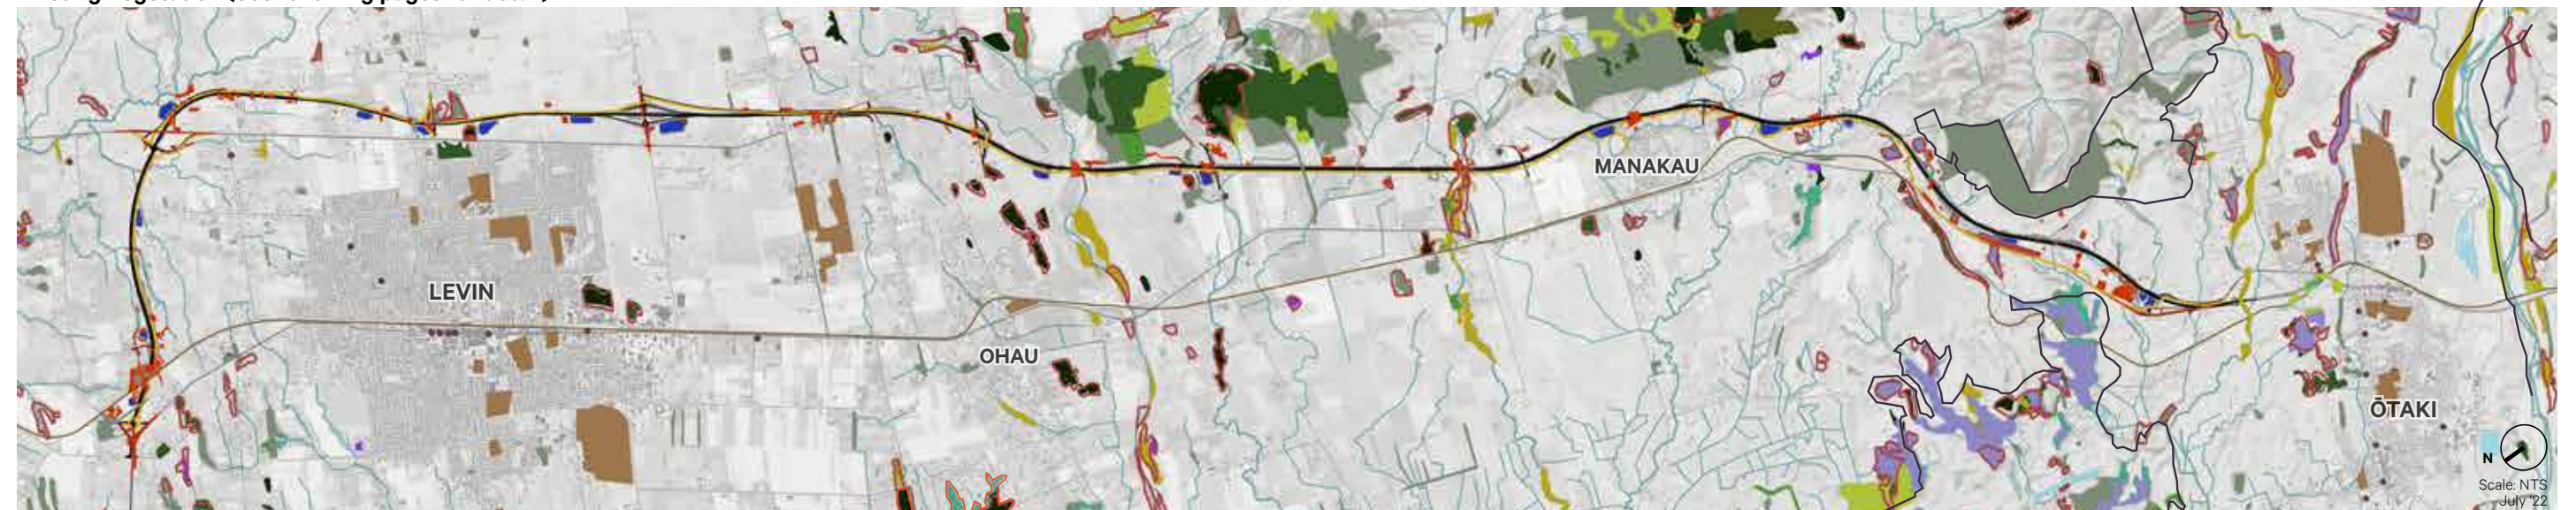 MANAKAU
LEVIN
OHAU
ŌTAKI
N
Scale: NTS
July '22